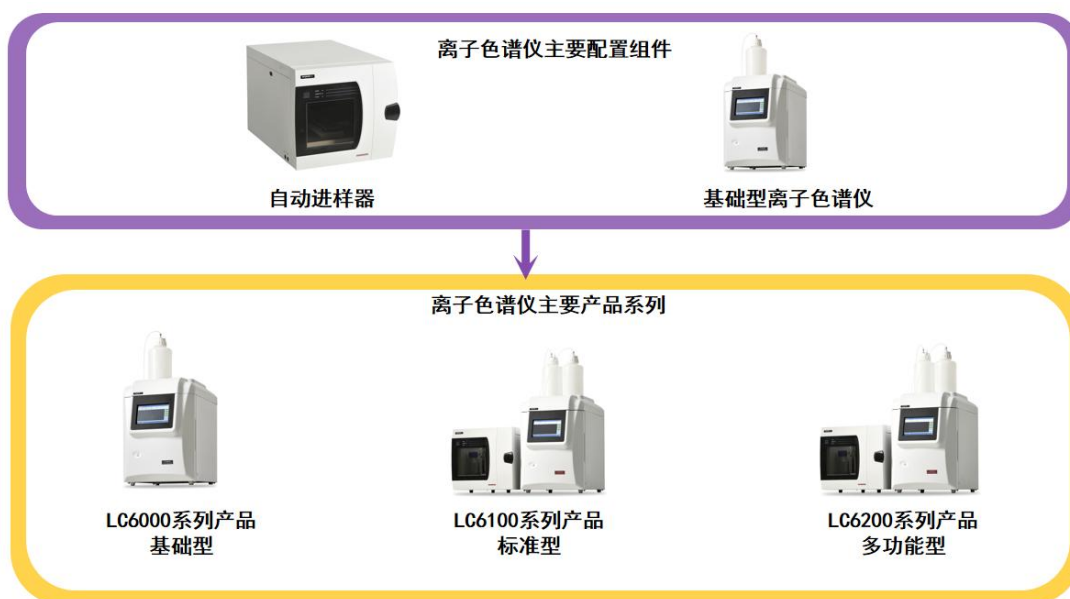 离子色谱仪主要配置组件
自动进样器
基础型离子色谱仪
离子色谱仪主要产品系列
LC6000系列产品
基础型
LC6100系列产品
标准型
LC6200系列产品
多功能型